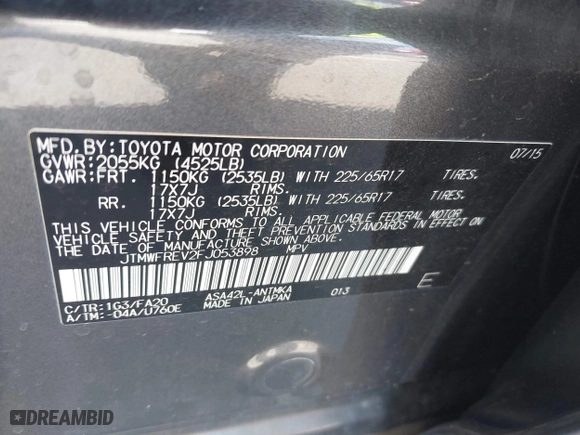 MFD.BY:TOYOTA MOTOR CORPORATION 07/15
GVWR:2055KG (4525LB)
GAWR:FRT. 1150KG (2535LB) WITH 225/65R17 TIRES.
17X7J RIMS.
RR. 1150KG (2535LB) WITH 225/65R17 TIRES.
17X7J RIMS.
THIS VEHICLE CONFORMS TO ALL APPLICABLE FEDERAL MOTOR
VEHICLE SAFETY AND THEFT PREVENTION STANDARDS IN EFFECT ON
THE DATE OF MANUFACTURE SHOWN ABOVE.
JTMWFREV2FJ053898 MPV
E
C/TR:1G3/FA20 ASA42L-ANTMKA 013
A/TM:-04A/U760E MADE IN JAPAN
DREAMBID